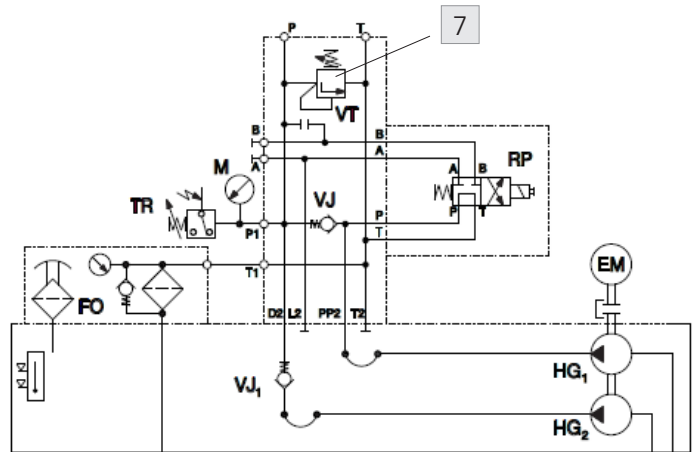 P T
7
VT
B B
A A
A B RP
M
TR VJ
P1 P P T
T
T1
EM
FO
D2 L2 PP2 T2
VJ1
HG1
HG2